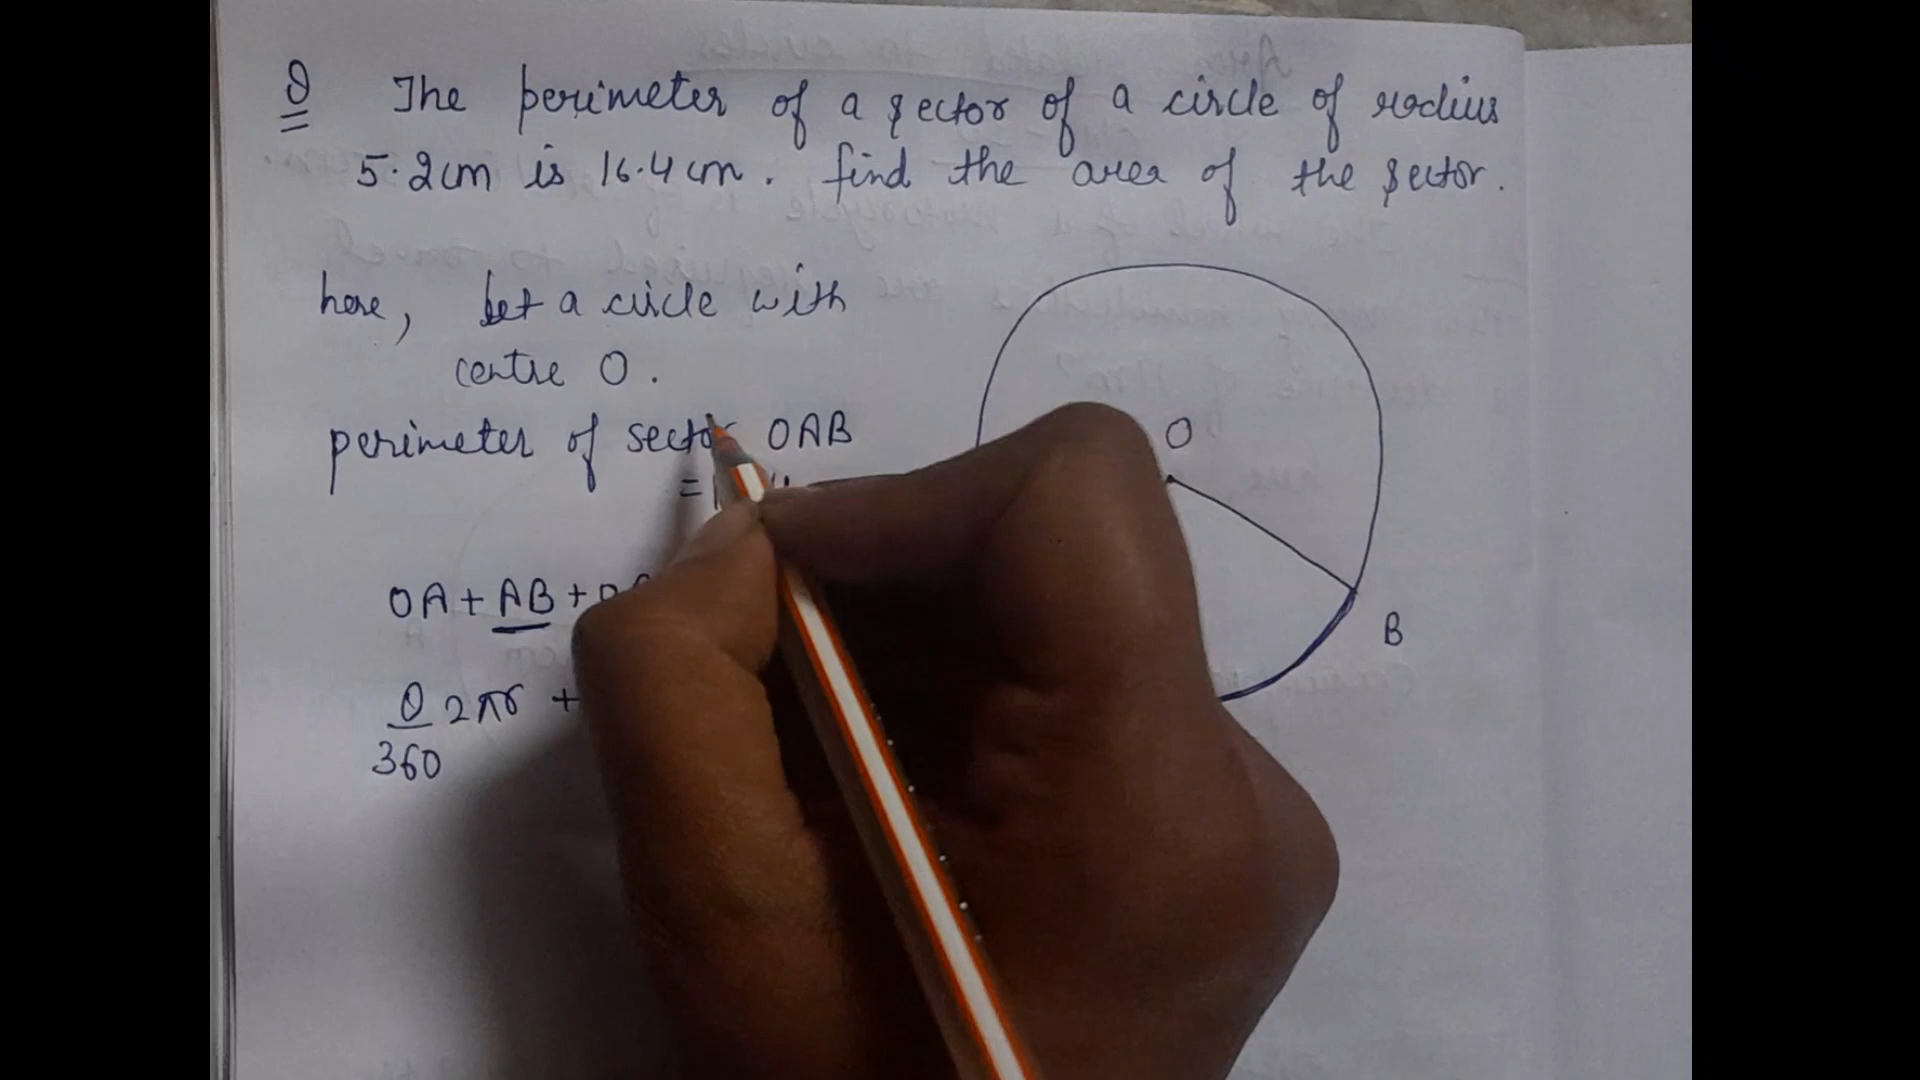 Q The perimeter of a sector of a circle of radius
5.2cm is 16.4cm. find the area of the sector.
here, let a circle with
centre O.
O
perimeter of sector OAB
=
OA + AB +
B
θ 2πr +
360